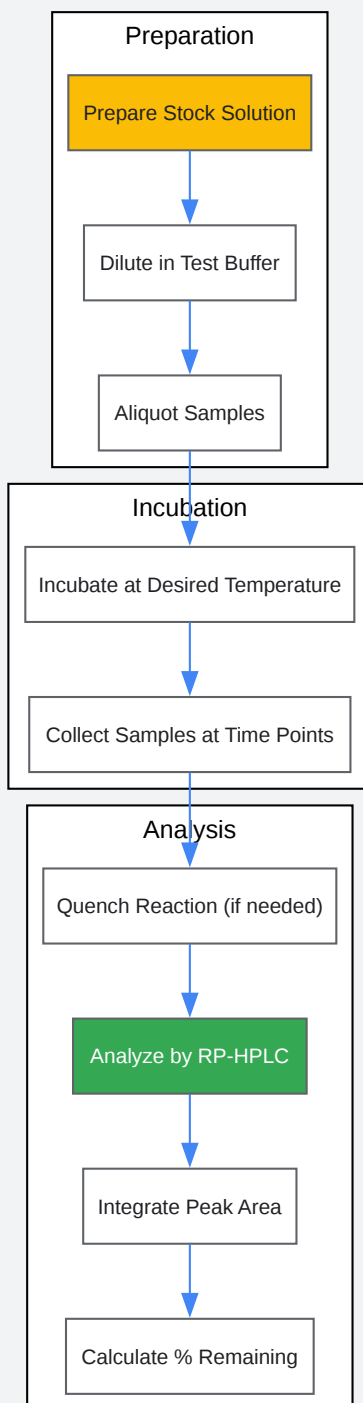 Preparation
Prepare Stock Solution
Dilute in Test Buffer
Aliquot Samples
Incubation
Incubate at Desired Temperature
Collect Samples at Time Points
Analysis
Quench Reaction (if needed)
Analyze by RP-HPLC
Integrate Peak Area
Calculate % Remaining